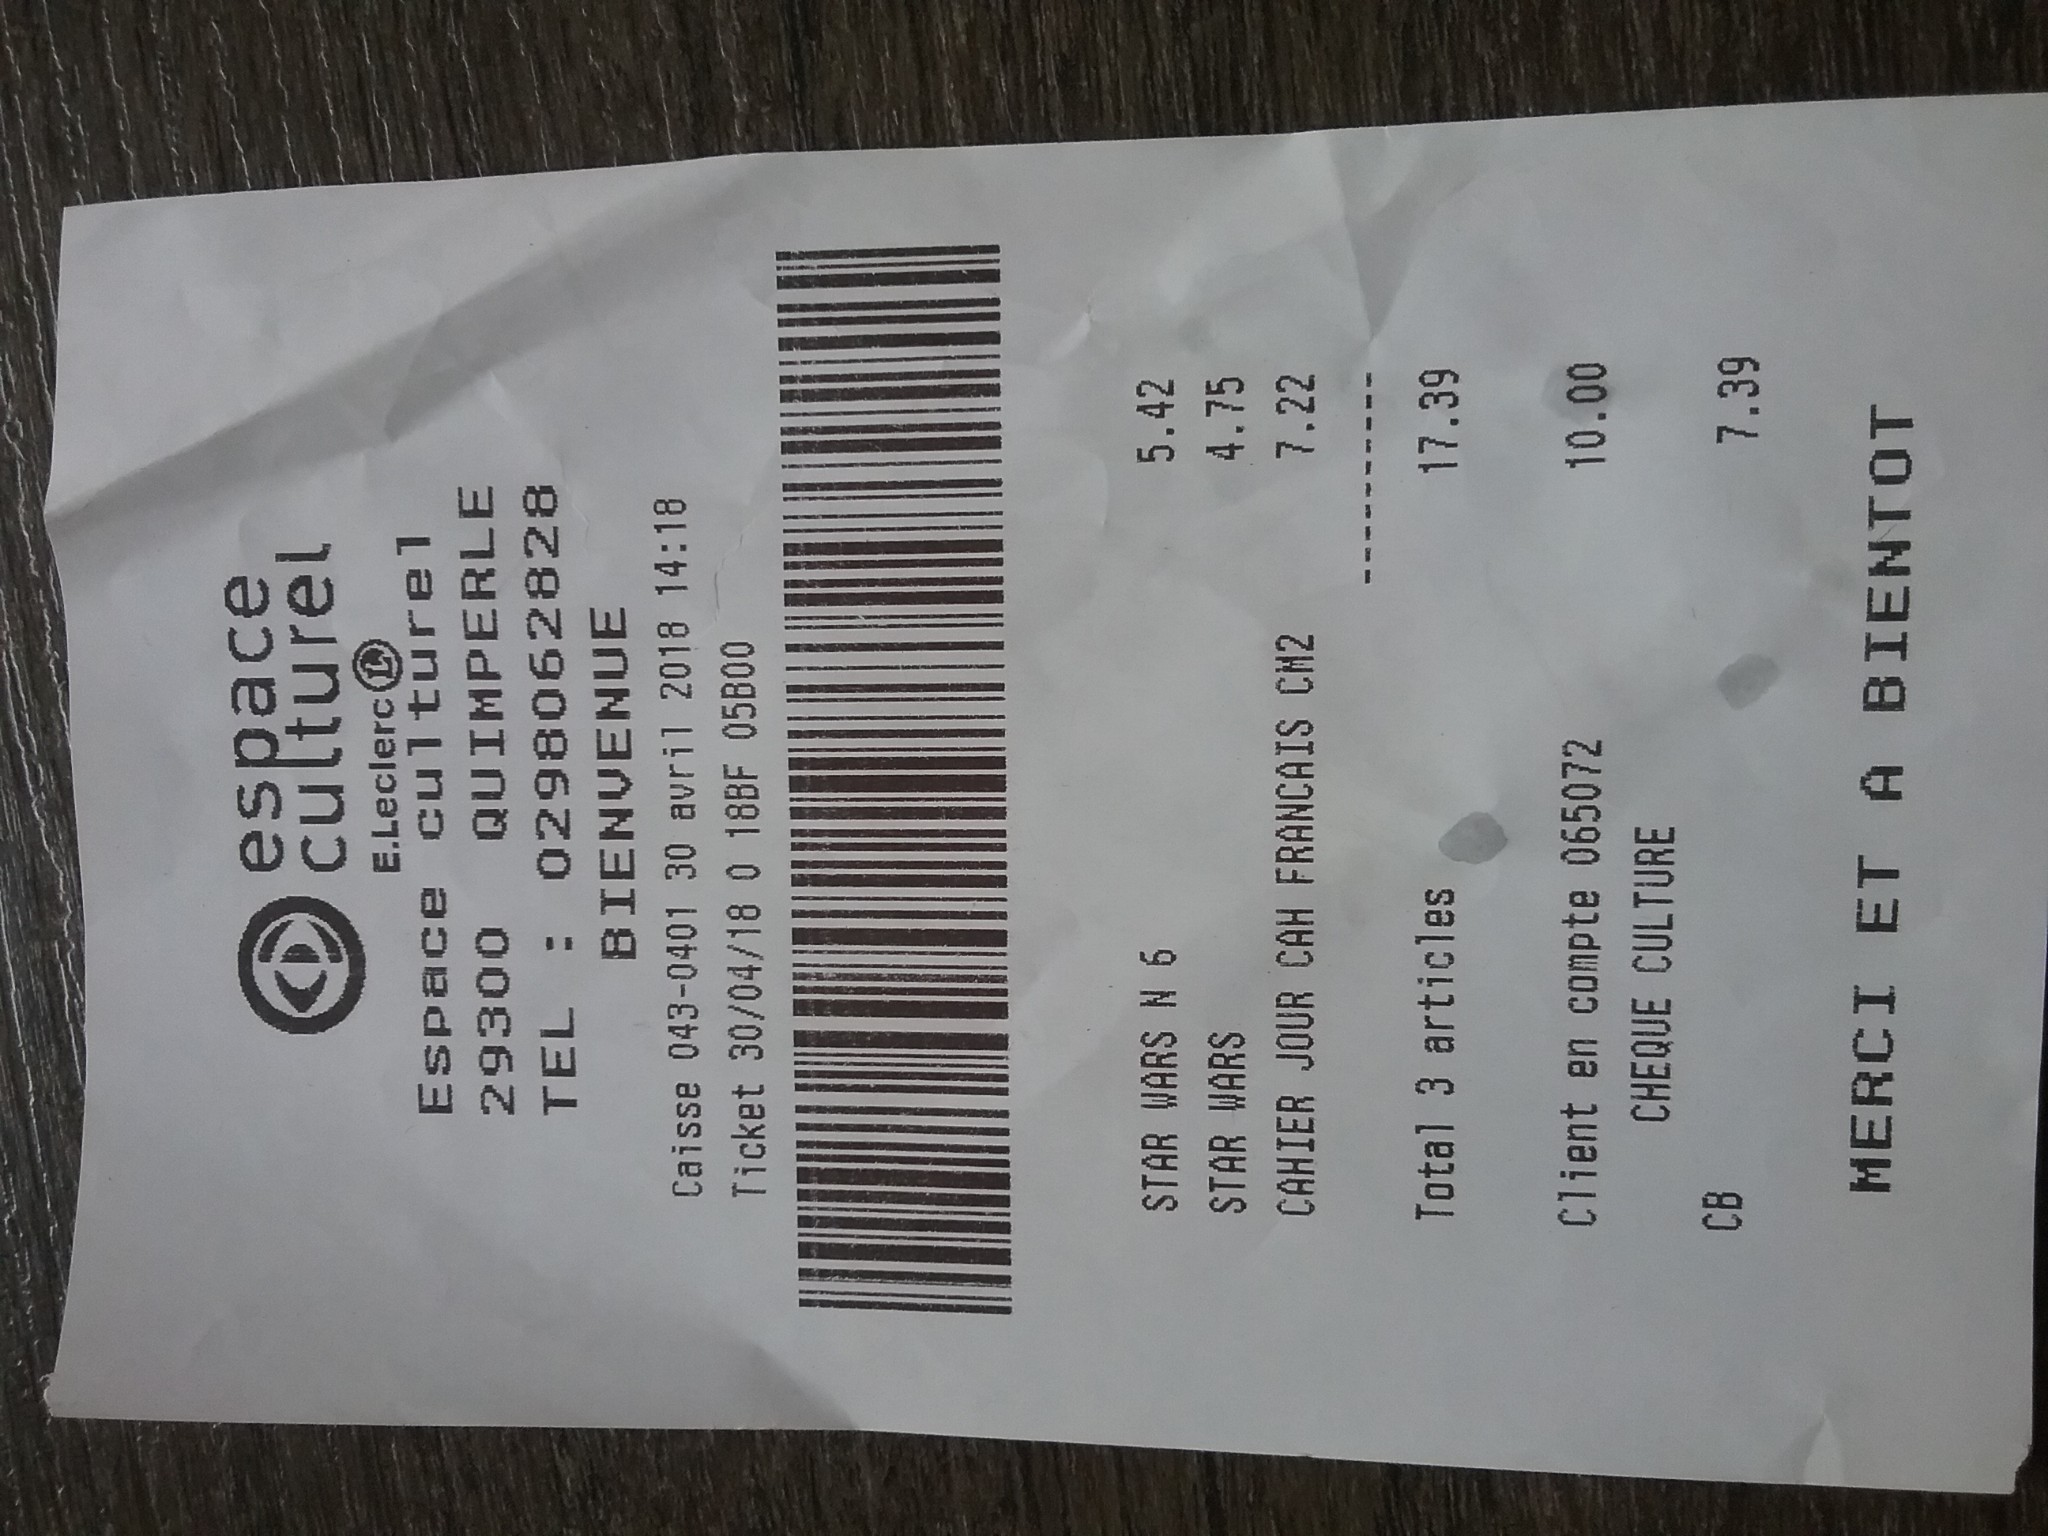 espace
culturel
E.Leclerc L
Espace culturel
29300 QUIMPERLE
TEL : 0298062828
BIENVENUE
Caisse 043-0401 30 avril 2018 14:18
Ticket 30/04/18 0 18BF 05B00
STAR WARS N 6 5.42
STAR WARS 4.75
CAHIER JOUR CAH FRANCAIS CM2 7.22
----------
Total 3 articles 17.39
Client en compte 065072 10.00
CHEQUE CULTURE
CB 7.39
MERCI ET A BIENTOT